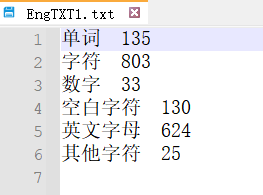 EngTXT1.txt
1 单词 135
2 字符 803
3 数字 33
4 空白字符 130
5 英文字母 624
6 其他字符 25
7